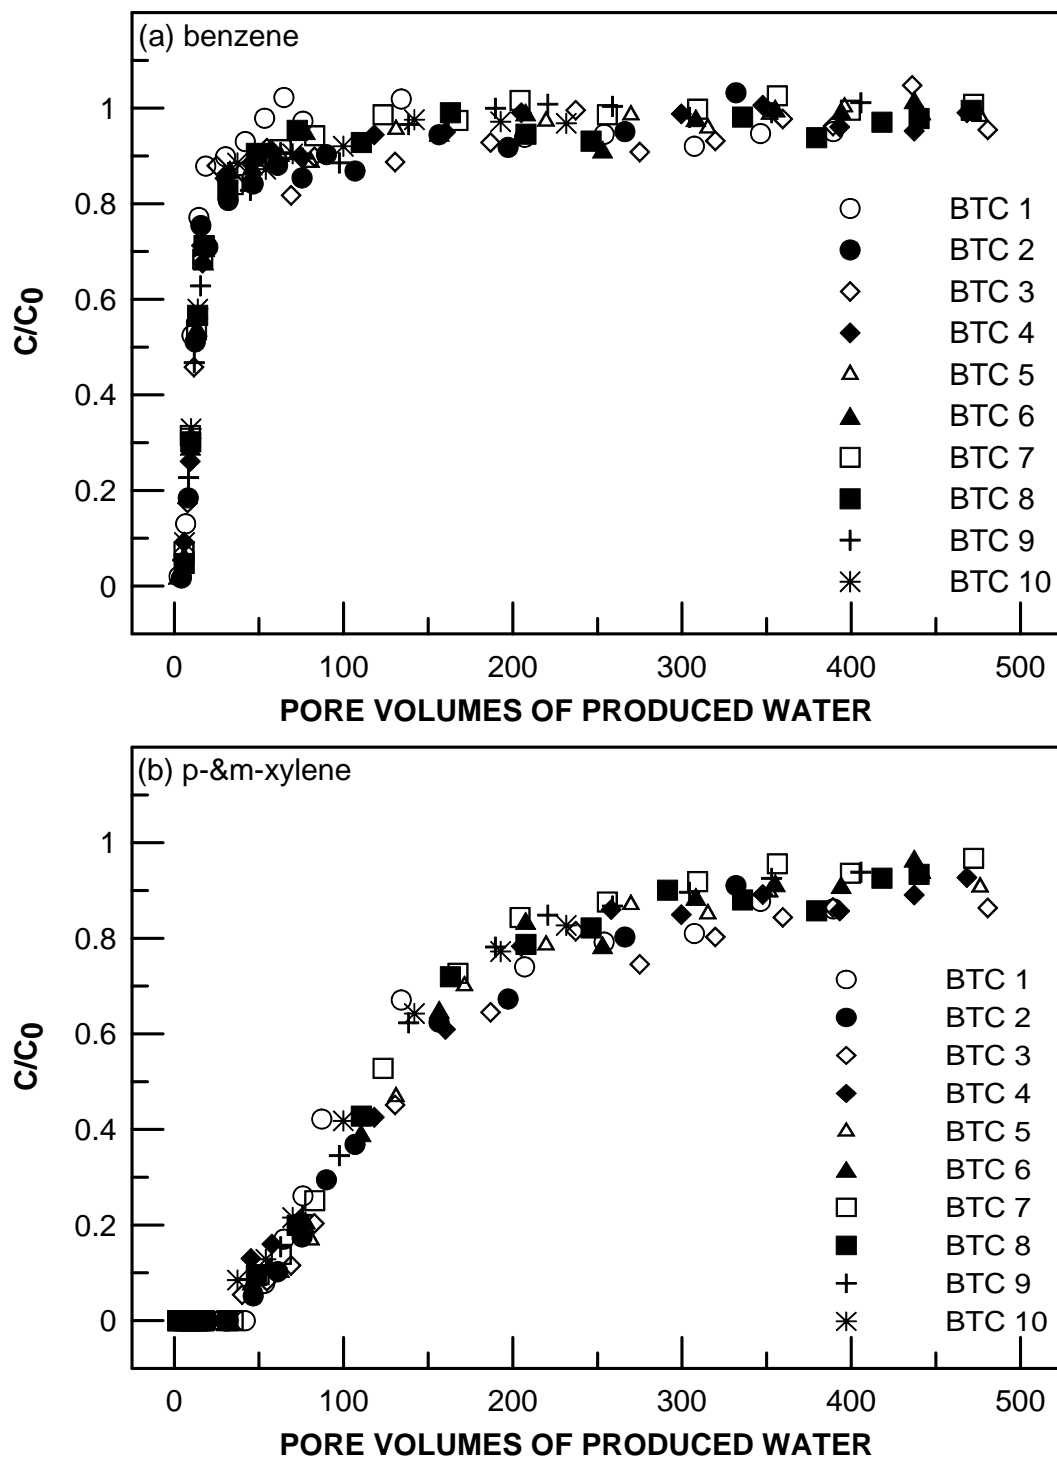 (a) benzene
1
0.8
0.6
0.4
0.2
0
C/C0
BTC 1
BTC 2
BTC 3
BTC 4
BTC 5
BTC 6
BTC 7
BTC 8
BTC 9
BTC 10
0 100 200 300 400 500
PORE VOLUMES OF PRODUCED WATER
(b) p-&m-xylene
1
0.8
0.6
0.4
0.2
0
C/C0
BTC 1
BTC 2
BTC 3
BTC 4
BTC 5
BTC 6
BTC 7
BTC 8
BTC 9
BTC 10
0 100 200 300 400 500
PORE VOLUMES OF PRODUCED WATER